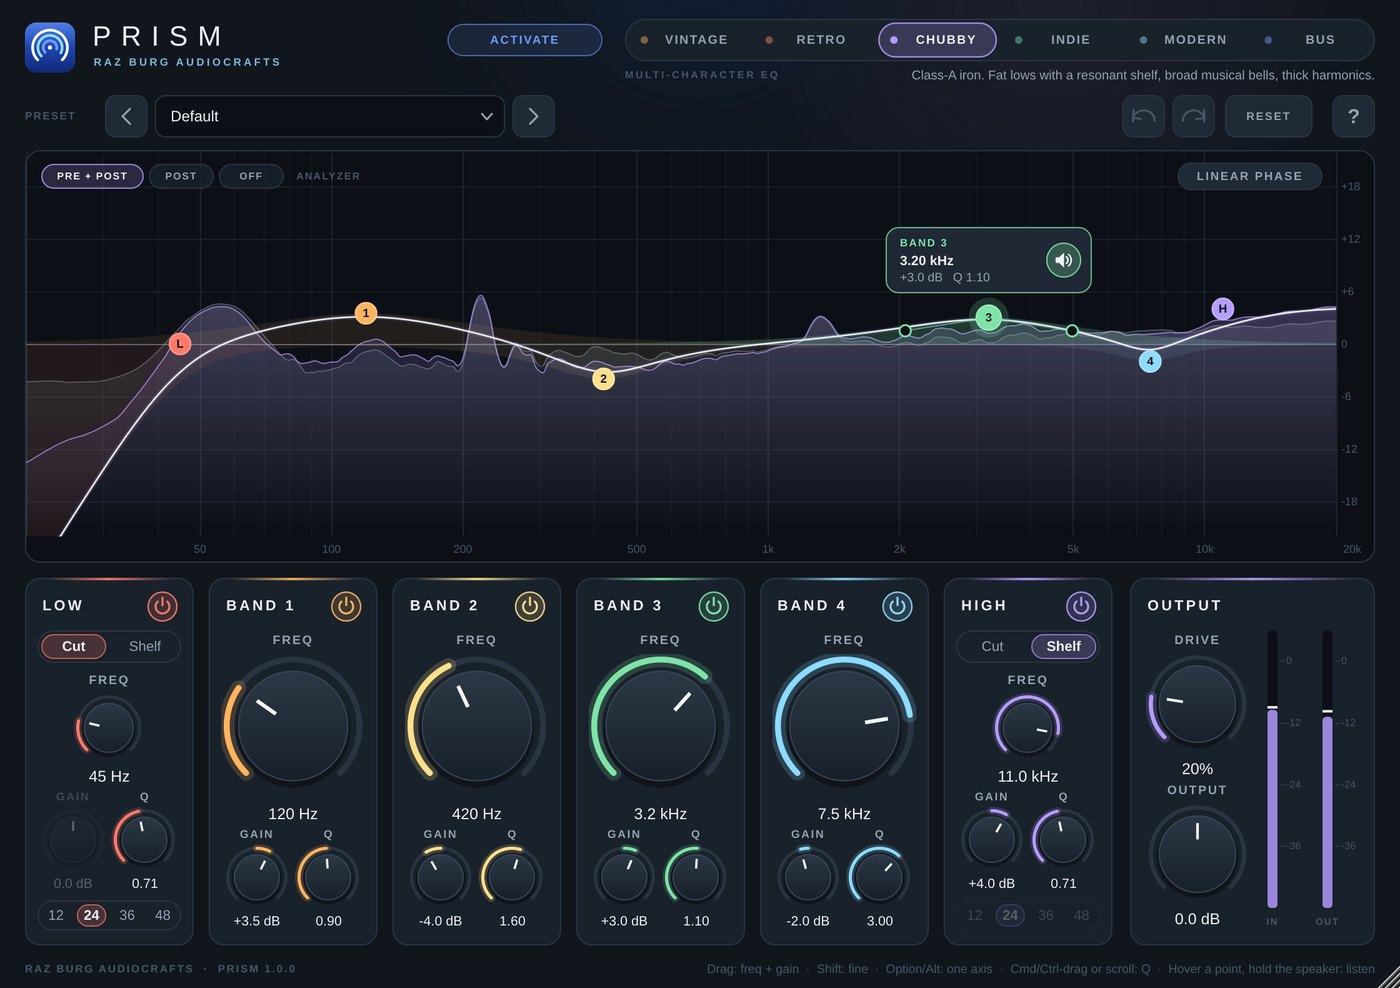 PRISM
RAZ BURG AUDIOCRAFTS
ACTIVATE
VINTAGE RETRO CHUBBY INDIE MODERN BUS
MULTI-CHARACTER EQ
Class-A iron. Fat lows with a resonant shelf, broad musical bells, thick harmonics.
PRESET
Default
RESET
?
PRE + POST POST OFF ANALYZER
LINEAR PHASE
+18
+12
+6
0
-6
-12
-18
BAND 3
3.20 kHz
+3.0 dB Q 1.10
L
1
2
3
4
H
50 100 200 500 1k 2k 5k 10k 20k
LOW
Cut Shelf
FREQ
45 Hz
GAIN Q
0.0 dB 0.71
12 24 36 48
BAND 1
FREQ
120 Hz
GAIN Q
+3.5 dB 0.90
BAND 2
FREQ
420 Hz
GAIN Q
-4.0 dB 1.60
BAND 3
FREQ
3.2 kHz
GAIN Q
+3.0 dB 1.10
BAND 4
FREQ
7.5 kHz
GAIN Q
-2.0 dB 3.00
HIGH
Cut Shelf
FREQ
11.0 kHz
GAIN Q
+4.0 dB 0.71
12 24 36 48
OUTPUT
DRIVE
20%
OUTPUT
0.0 dB
0 0
-12 -12
-24 -24
-36 -36
IN OUT
RAZ BURG AUDIOCRAFTS · PRISM 1.0.0
Drag: freq + gain · Shift: fine · Option/Alt: one axis · Cmd/Ctrl-drag or scroll: Q · Hover a point, hold the speaker: listen